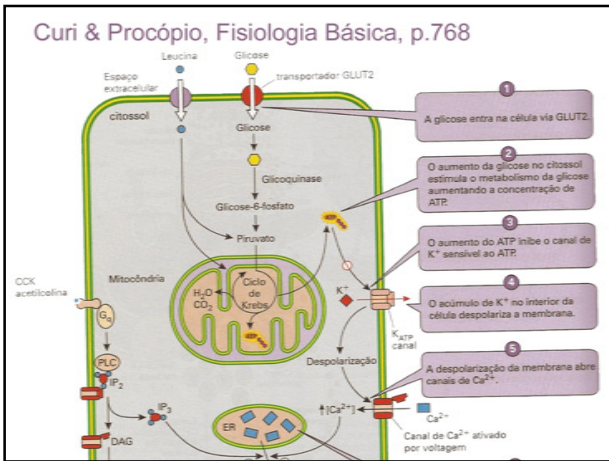 Curi & Procópio, Fisiologia Básica, p.768
Leucina
Glicose
Espaço
extracelular
transportador GLUT2
citossol
Glicose
Glicoquinase
Glicose-6-fosfato
Piruvato
ATP
Mitocôndria
H₂O
CO₂
Ciclo
de
Krebs
ATP
CCK
acetilcolina
Gq
PLC
IP₂
IP₃
DAG
K⁺
KATP
canal
Despolarização
↑[Ca²⁺]
Ca²⁺
Canal de Ca²⁺ ativado
por voltagem
ER
1
A glicose entra na célula via GLUT2.
2
O aumento da glicose no citossol
estimula o metabolismo da glicose
aumentando a concentração de
ATP.
3
O aumento do ATP inibe o canal de
K⁺ sensível ao ATP.
4
O acúmulo de K⁺ no interior da
célula despolariza a membrana.
5
A despolarização da membrana abre
canais de Ca²⁺.